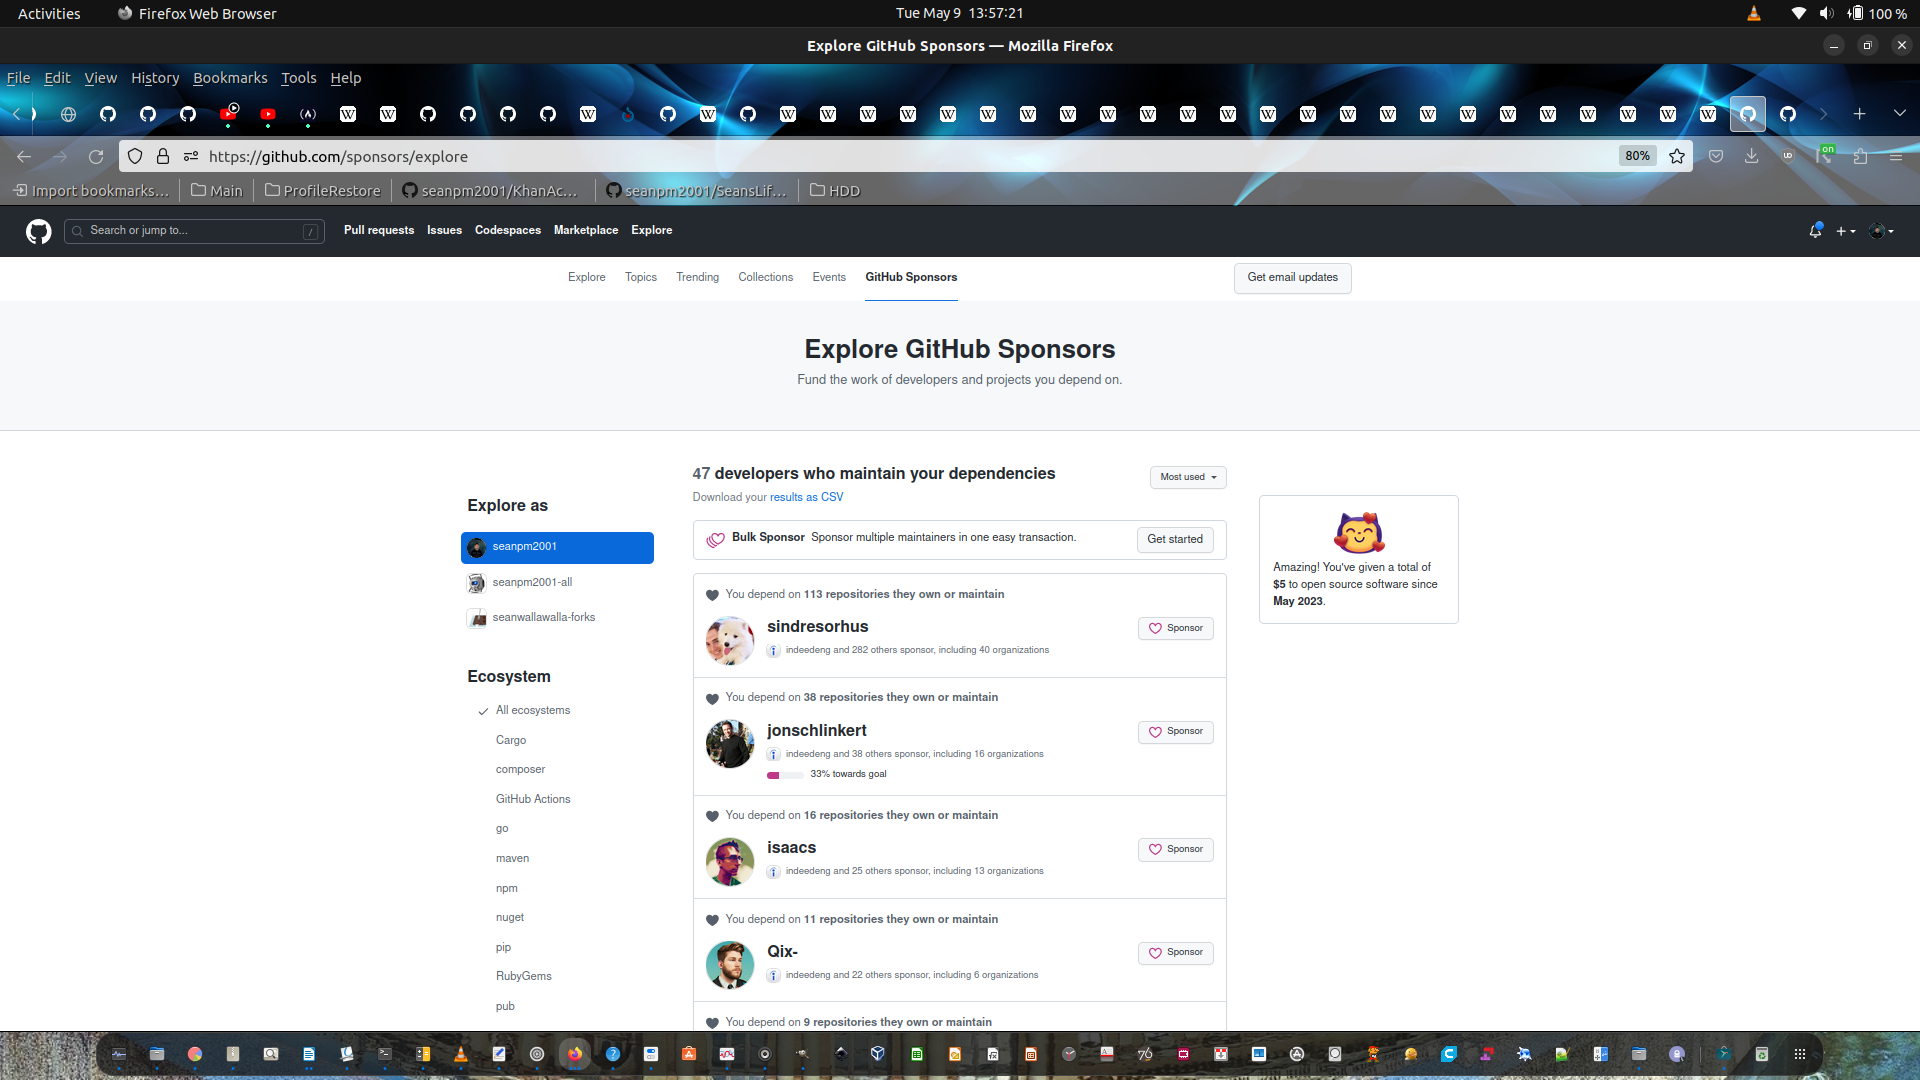 Activities Firefox Web Browser Tue May 9 13:57:21 100 %
Explore GitHub Sponsors — Mozilla Firefox
File Edit View History Bookmarks Tools Help
https://github.com/sponsors/explore 80% on
Import bookmarks... Main ProfileRestore seanpm2001/KhanAc... seanpm2001/SeansLif... HDD
Search or jump to... / Pull requests Issues Codespaces Marketplace Explore
Explore Topics Trending Collections Events GitHub Sponsors Get email updates
Explore GitHub Sponsors
Fund the work of developers and projects you depend on.
47 developers who maintain your dependencies Most used
Download your results as CSV
Explore as
seanpm2001
seanpm2001-all
seanwallawalla-forks
Ecosystem
All ecosystems
Cargo
composer
GitHub Actions
go
maven
npm
nuget
pip
RubyGems
pub
Bulk Sponsor Sponsor multiple maintainers in one easy transaction. Get started
You depend on 113 repositories they own or maintain
sindresorhus Sponsor
indeedeng and 282 others sponsor, including 40 organizations
You depend on 38 repositories they own or maintain
jonschlinkert Sponsor
indeedeng and 38 others sponsor, including 16 organizations
33% towards goal
You depend on 16 repositories they own or maintain
isaacs Sponsor
indeedeng and 25 others sponsor, including 13 organizations
You depend on 11 repositories they own or maintain
Qix- Sponsor
indeedeng and 22 others sponsor, including 6 organizations
You depend on 9 repositories they own or maintain
Amazing! You've given a total of
$5 to open source software since
May 2023.